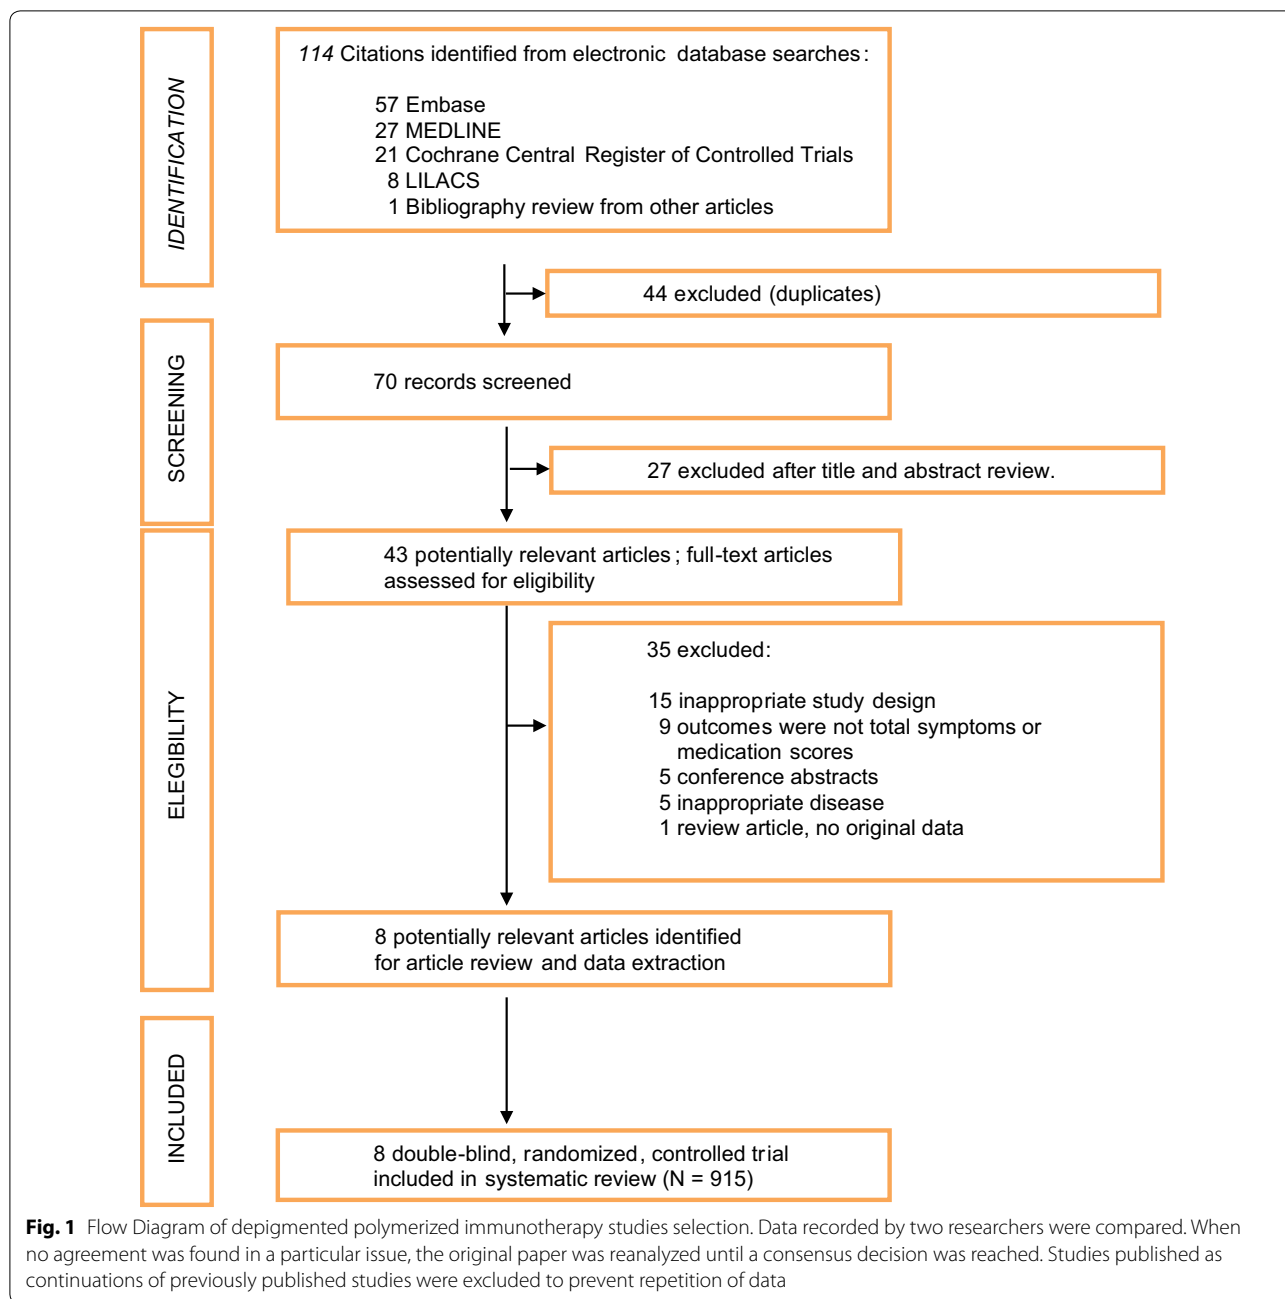 IDENTIFICATION
114 Citations identified from electronic database searches:
57 Embase
27 MEDLINE
21 Cochrane Central Register of Controlled Trials
8 LILACS
1 Bibliography review from other articles
44 excluded (duplicates)
SCREENING
70 records screened
27 excluded after title and abstract review.
ELEGIBILITY
43 potentially relevant articles; full-text articles
assessed for eligibility
35 excluded:
15 inappropriate study design
9 outcomes were not total symptoms or
medication scores
5 conference abstracts
5 inappropriate disease
1 review article, no original data
8 potentially relevant articles identified
for article review and data extraction
INCLUDED
8 double-blind, randomized, controlled trial
included in systematic review (N = 915)
Fig. 1 Flow Diagram of depigmented polymerized immunotherapy studies selection. Data recorded by two researchers were compared. When
no agreement was found in a particular issue, the original paper was reanalyzed until a consensus decision was reached. Studies published as
continuations of previously published studies were excluded to prevent repetition of data